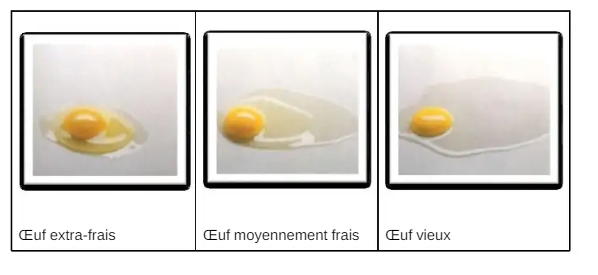 Œuf extra-frais
Œuf moyennement frais
Œuf vieux